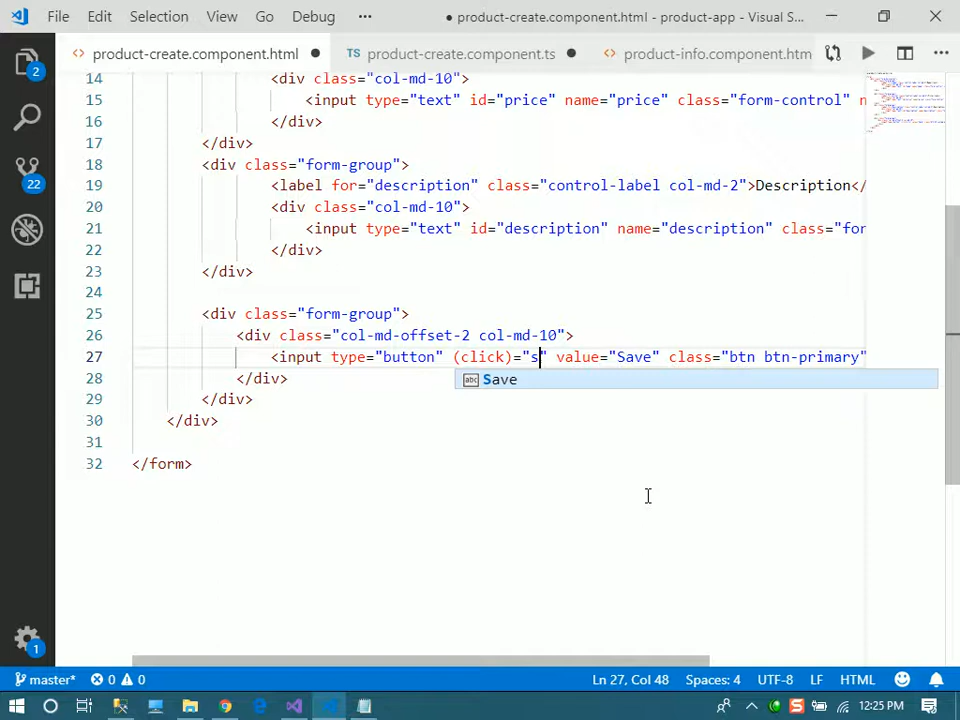 File Edit Selection View Go Debug ··· ● product-create.component.html - product-app - Visual S...
<> product-create.component.html ● TS product-create.component.ts ● <> product-info.component.htm ···
2
22
1
14 <div class="col-md-10">
15 <input type="text" id="price" name="price" class="form-control" n
16 </div>
17 </div>
18 <div class="form-group">
19 <label for="description" class="control-label col-md-2">Description</
20 <div class="col-md-10">
21 <input type="text" id="description" name="description" class="for
22 </div>
23 </div>
24
25 <div class="form-group">
26 <div class="col-md-offset-2 col-md-10">
27 <input type="button" (click)="s" value="Save" class="btn btn-primary"
abc Save
28 </div>
29 </div>
30 </div>
31
32 </form>
master* 0 0 Ln 27, Col 48 Spaces: 4 UTF-8 LF HTML
12:25 PM